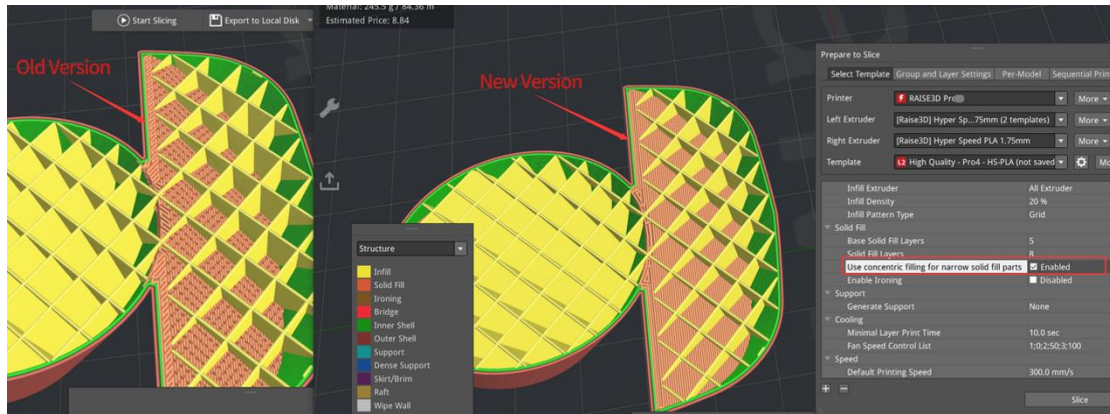 Start Slicing
Export to Local Disk
Old Version
Material: 245.5 g / 84.36 m
Estimated Price: 8.84
New Version
Structure
Infill
Solid Fill
Ironing
Bridge
Inner Shell
Outer Shell
Support
Dense Support
Skirt/Brim
Raft
Wipe Wall
Prepare to Slice
Select Template Group and Layer Settings Per-Model Sequential Prin
Printer RAISE3D Pro More
Left Extruder [Raise3D] Hyper Sp...75mm (2 templates) More
Right Extruder [Raise3D] Hyper Speed PLA 1.75mm More
Template L2 High Quality - Pro4 - HS-PLA (not saved Mo
Infill Extruder All Extruder
Infill Density 20 %
Infill Pattern Type Grid
Solid Fill
Base Solid Fill Layers 5
Solid Fill Layers 8
Use concentric filling for narrow solid fill parts Enabled
Enable Ironing Disabled
Support
Generate Support None
Cooling
Minimal Layer Print Time 10.0 sec
Fan Speed Control List 1;0;2;50;3;100
Speed
Default Printing Speed 300.0 mm/s
Slice